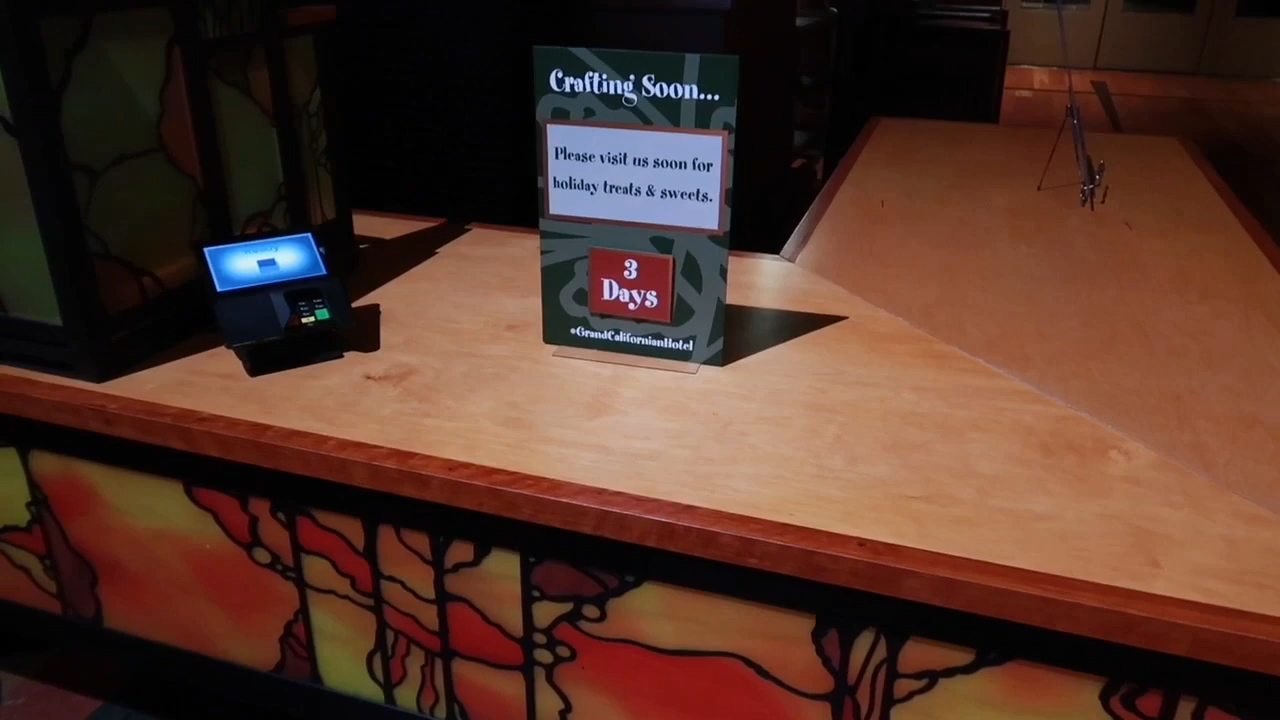 Crafting Soon...
Please visit us soon for
holiday treats & sweets.
3
Days
#GrandCalifornianHotel